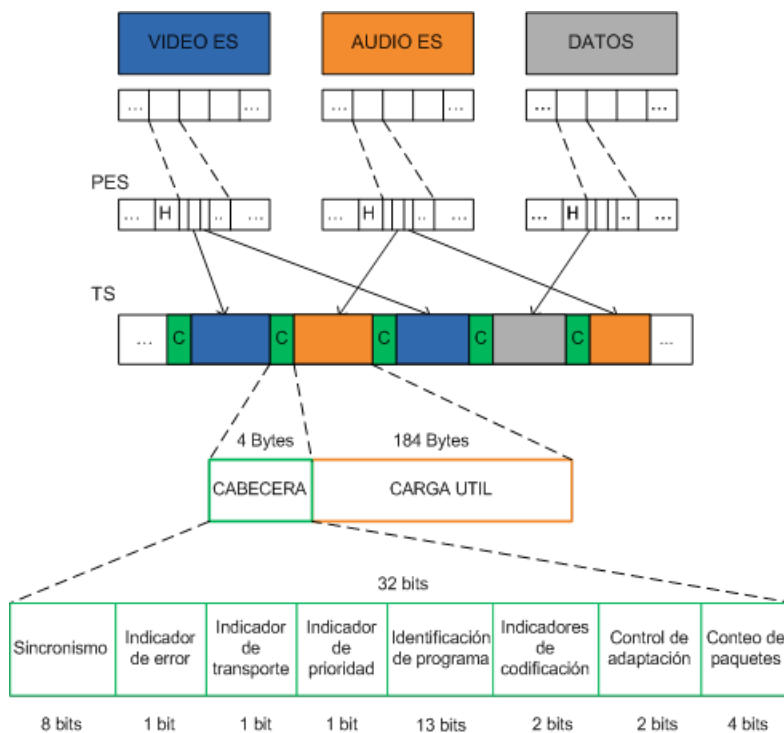 VIDEO ES AUDIO ES DATOS
... ... ... ... ... ...
PES
... H .. ... ... H .. ... ... H .. ...
TS
... C C C C C ...
4 Bytes 184 Bytes
CABECERA CARGA UTIL
32 bits
Sincronismo
Indicador
de error
Indicador
de
transporte
Indicador
de
prioridad
Identificación
de programa
Indicadores
de
codificación
Control de
adaptación
Conteo de
paquetes
8 bits 1 bit 1 bit 1 bit 13 bits 2 bits 2 bits 4 bits